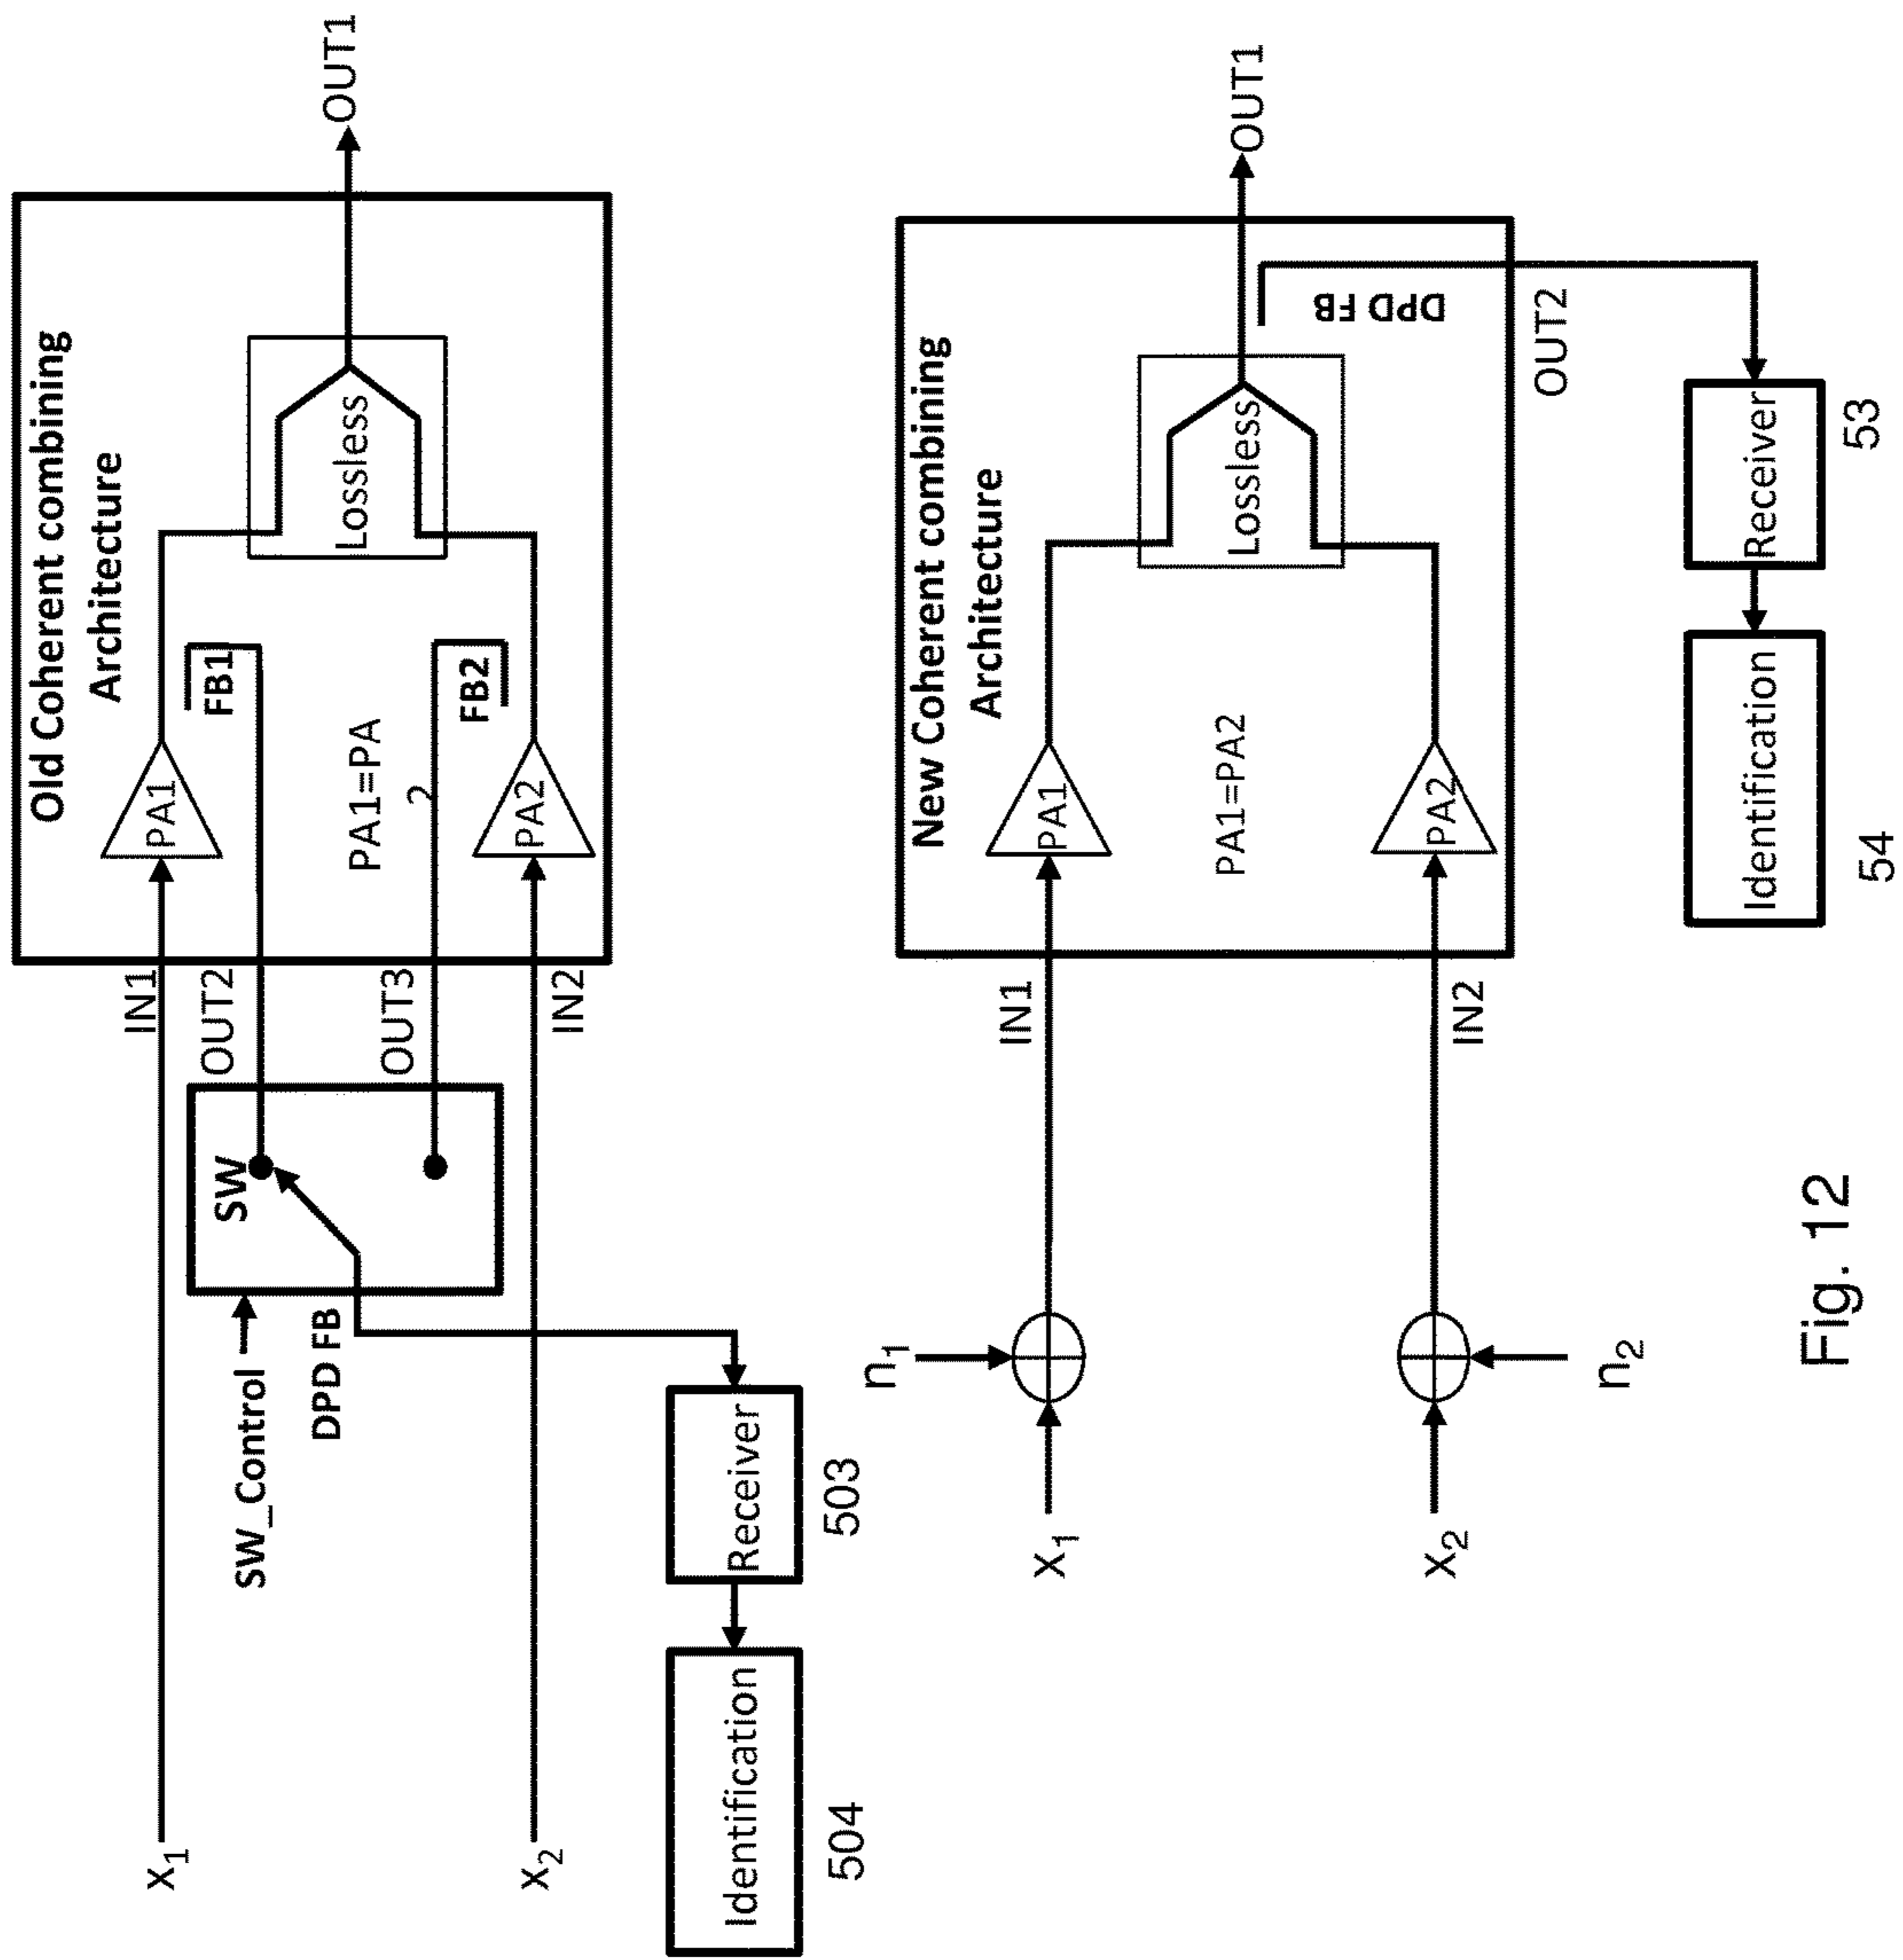 Old Coherent combining
Architecture
x₁
IN1
PA1
FB1
OUT2
SW
SW_Control
DPD FB
PA1=PA
2
Lossless
OUT1
OUT3
FB2
x₂
IN2
PA2
Receiver
503
Identification
504
New Coherent combining
Architecture
n₁
x₁
IN1
PA1
PA1=PA2
Lossless
OUT1
DPD FB
n₂
x₂
IN2
PA2
OUT2
Receiver
53
Identification
54
Fig. 12